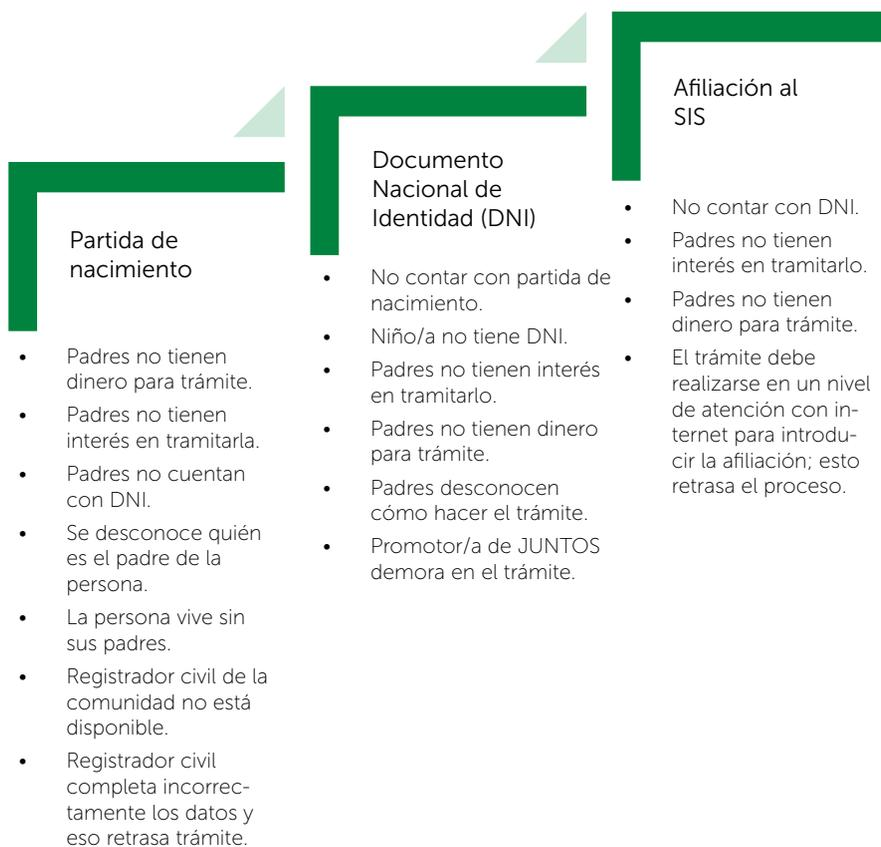 Partida de
nacimiento
• Padres no tienen
dinero para trámite.
• Padres no tienen
interés en tramitarla.
• Padres no cuentan
con DNI.
• Se desconoce quién
es el padre de la
persona.
• La persona vive sin
sus padres.
• Registrador civil de la
comunidad no está
disponible.
• Registrador civil
completa incorrec-
tamente los datos y
eso retrasa trámite.
Documento
Nacional de
Identidad (DNI)
• No contar con partida de
nacimiento.
• Niño/a no tiene DNI.
• Padres no tienen interés
en tramitarlo.
• Padres no tienen dinero
para trámite.
• Padres desconocen
cómo hacer el trámite.
• Promotor/a de JUNTOS
demora en el trámite.
Afiliación al
SIS
• No contar con DNI.
• Padres no tienen
interés en tramitarlo.
• Padres no tienen
dinero para trámite.
• El trámite debe
realizarse en un nivel
de atención con in-
ternet para introdu-
cir la afiliación; esto
retrasa el proceso.